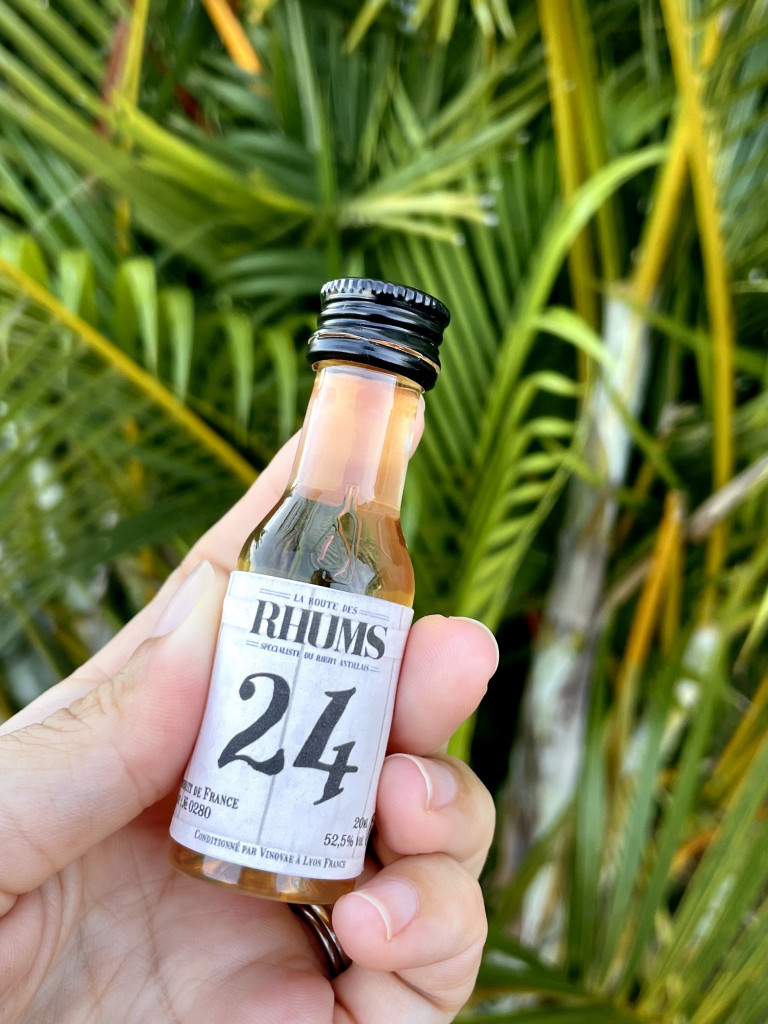 LA ROUTE DES
RHUMS
SPÉCIALISTE DU RHUM ANTILLAIS
24
DE FRANCE
0280
52,5%
CONDITIONNÉ PAR VINOVAE À LYON FRANCE